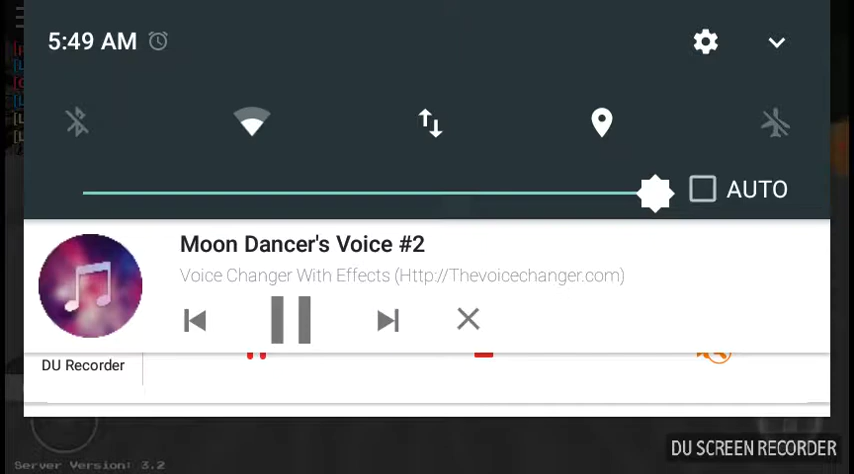 5:49 AM
AUTO
Moon Dancer's Voice #2
Voice Changer With Effects (Http://Thevoicechanger.com)
DU Recorder
DU SCREEN RECORDER
Server Version: 3.2